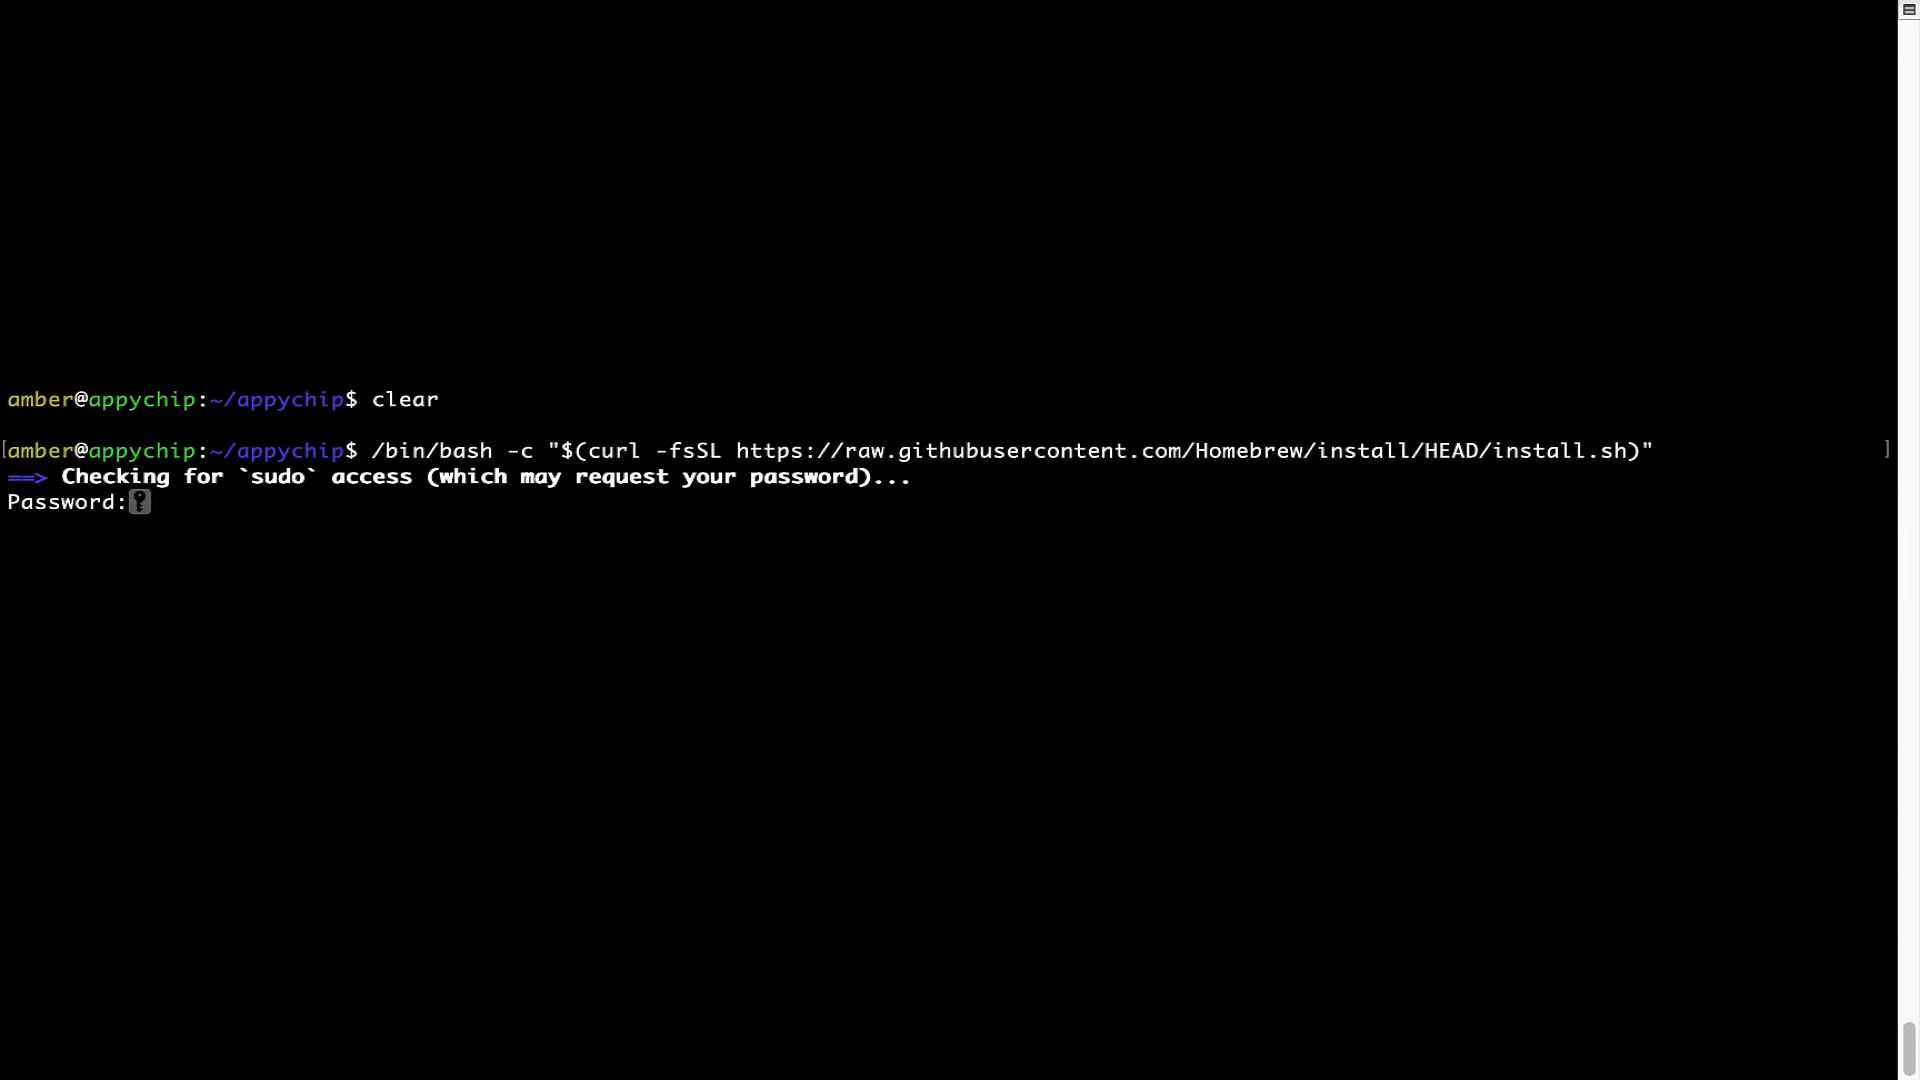 amber@appychip:~/appychip$ clear
[amber@appychip:~/appychip$ /bin/bash -c "$(curl -fsSL https://raw.githubusercontent.com/Homebrew/install/HEAD/install.sh)" ]
==> Checking for `sudo` access (which may request your password)...
Password: